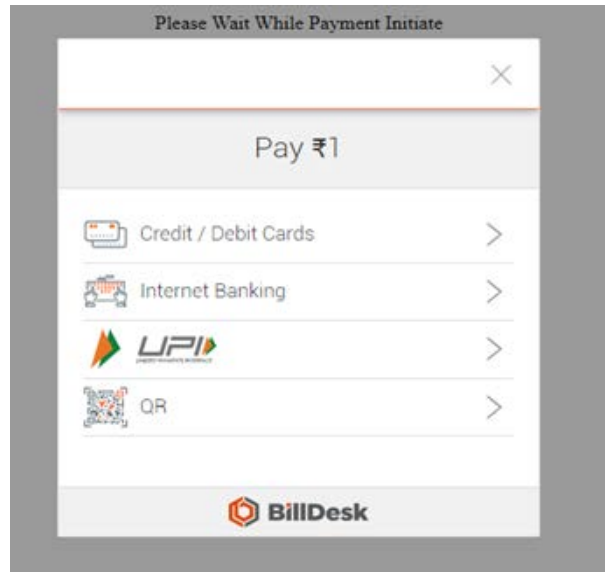 Please Wait While Payment Initiate
Pay ₹1
Credit / Debit Cards
Internet Banking
UPI
QR
BillDesk